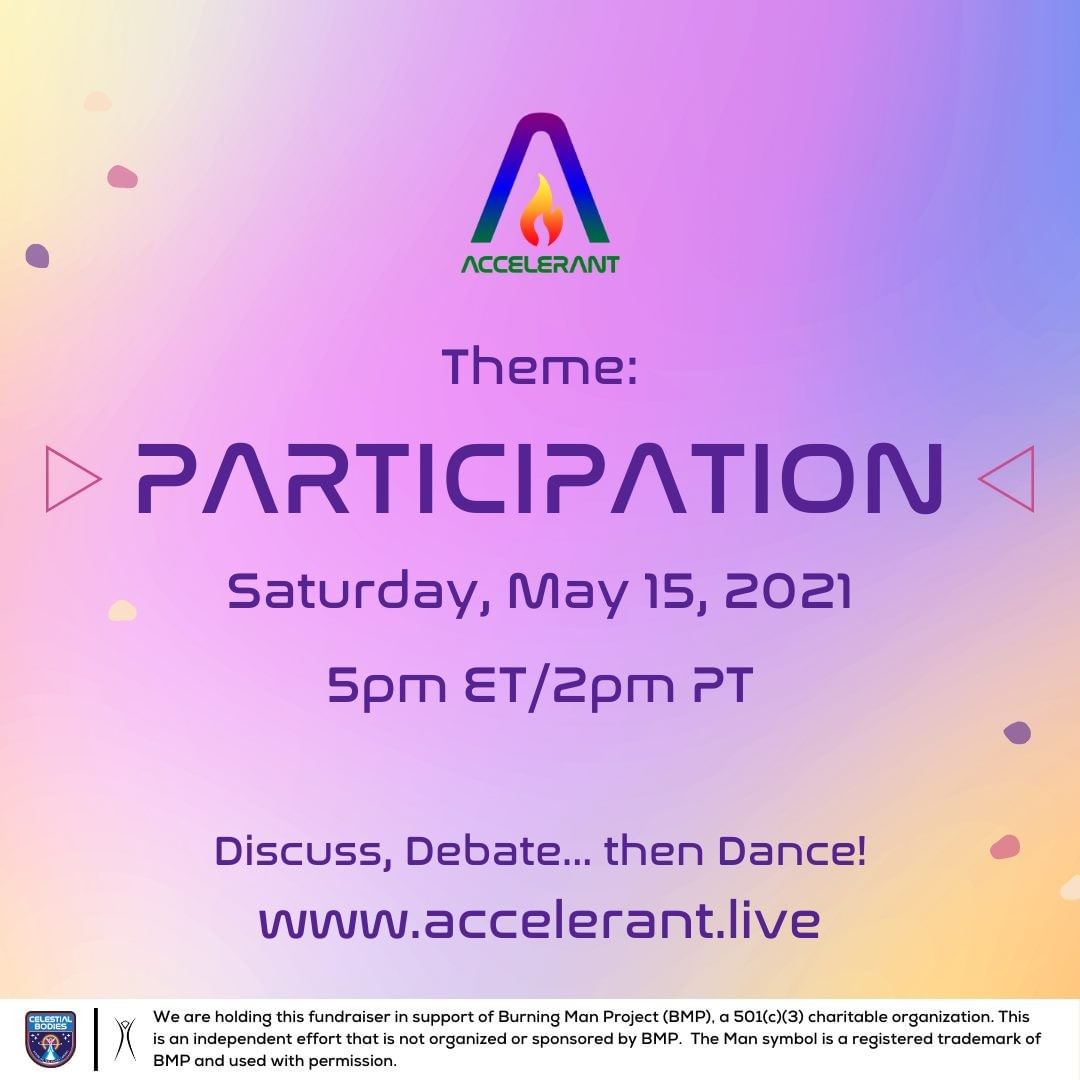 ACCELERANT
Theme:
PARTICIPATION
Saturday, May 15, 2021
5pm ET/2pm PT
Discuss, Debate... then Dance!
www.accelerant.live
CELESTIAL
BODIES
We are holding this fundraiser in support of Burning Man Project (BMP), a 501(c)(3) charitable organization. This
is an independent effort that is not organized or sponsored by BMP.  The Man symbol is a registered trademark of
BMP and used with permission.